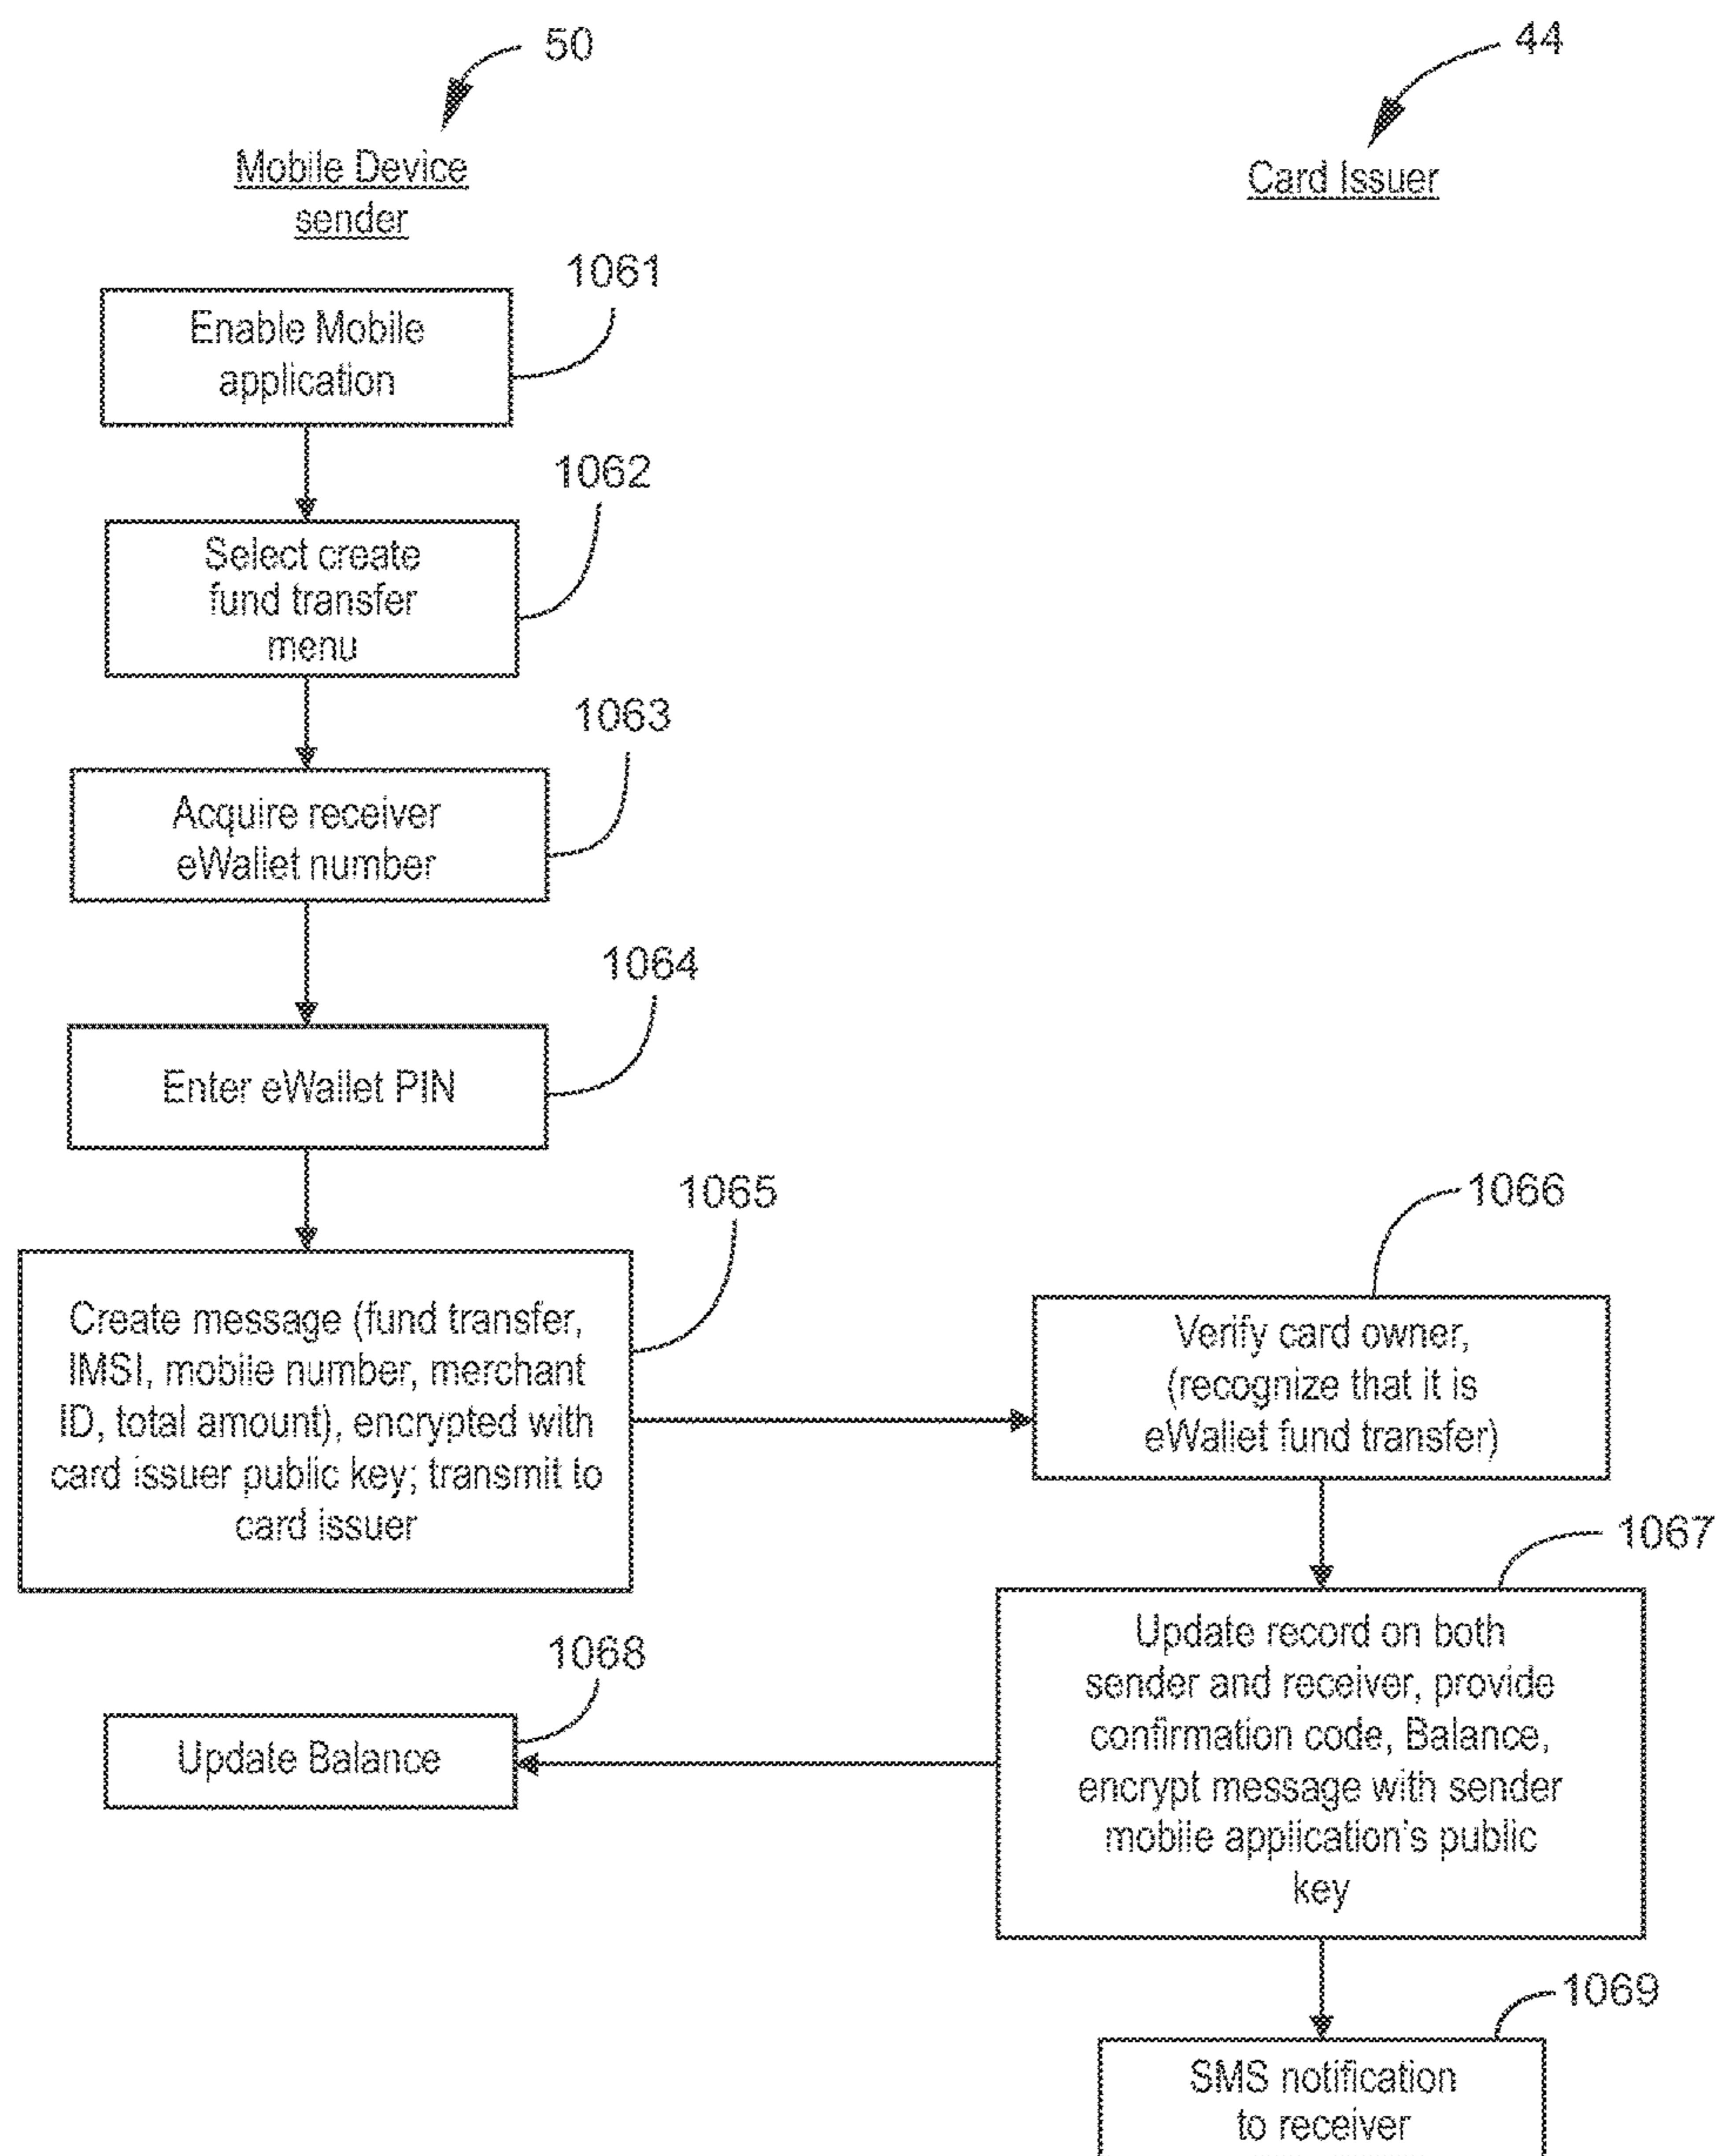 50
44
Mobile Device
sender
Card Issuer
1061
Enable Mobile
application
1062
Select create
fund transfer
menu
1063
Acquire receiver
eWallet number
1064
Enter eWallet PIN
1065
Create message (fund transfer,
IMSI, mobile number, merchant
ID, total amount), encrypted with
card issuer public key; transmit to
card issuer
1066
Verify card owner,
(recognize that it is
eWallet fund transfer)
1067
Update record on both
sender and receiver, provide
confirmation code, Balance,
encrypt message with sender
mobile application's public
key
1068
Update Balance
1069
SMS notification
to receiver